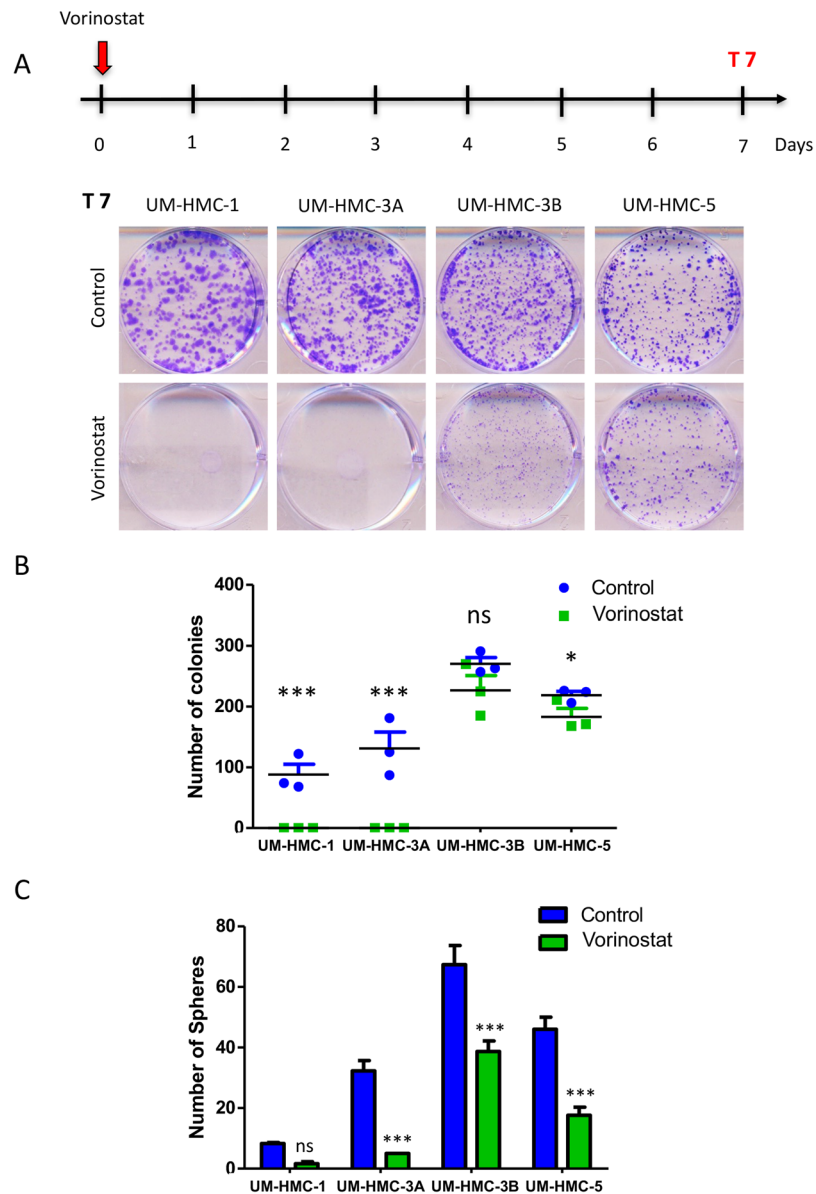 Vorinostat
A
T 7
0 1 2 3 4 5 6 7 Days
T 7 UM-HMC-1 UM-HMC-3A UM-HMC-3B UM-HMC-5
Control
Vorinostat
B
Number of colonies
400
300
200
100
0
Control
Vorinostat
*** *** ns *
UM-HMC-1 UM-HMC-3A UM-HMC-3B UM-HMC-5
C
Number of Spheres
80
60
40
20
0
Control
Vorinostat
ns *** *** ***
UM-HMC-1 UM-HMC-3A UM-HMC-3B UM-HMC-5